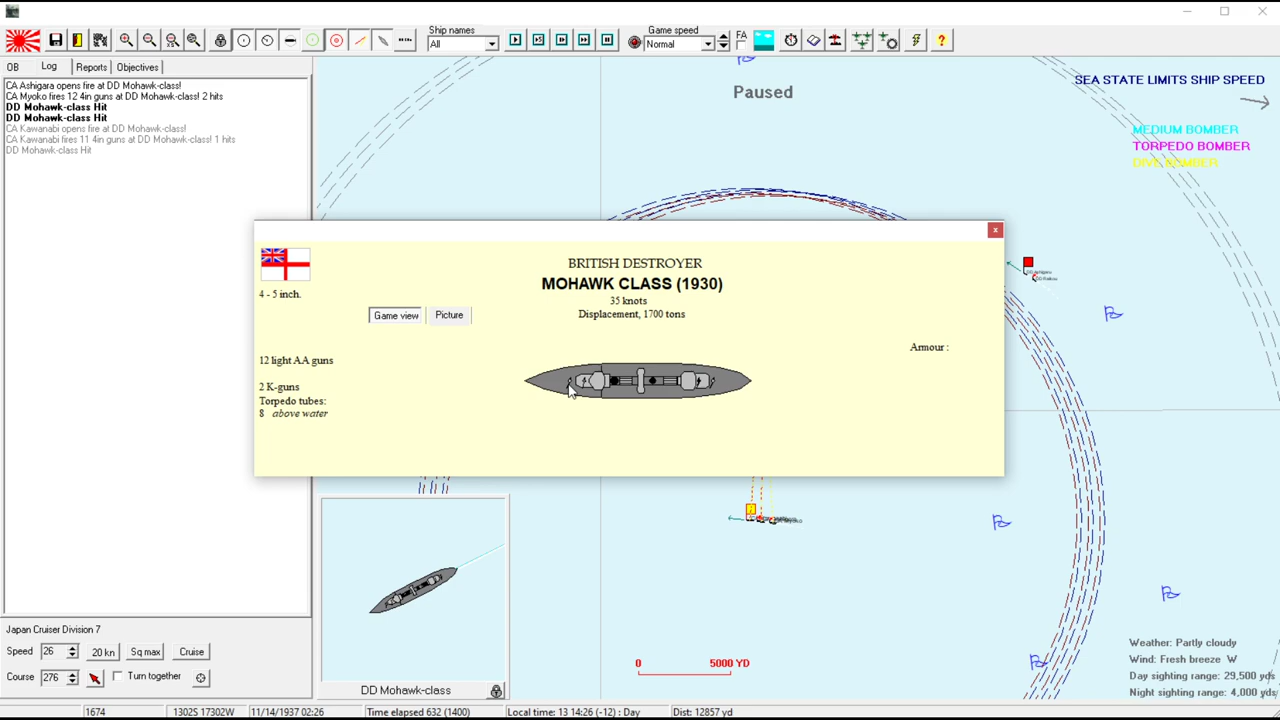 Ship names
All
Game speed
Normal
FA
OB
Log
Reports
Objectives
CA Ashigara opens fire at DD Mohawk-class!
CA Myoko fires 12 4in guns at DD Mohawk-class! 2 hits
DD Mohawk-class Hit
DD Mohawk-class Hit
CA Kawanabi opens fire at DD Mohawk-class!
CA Kawanabi fires 11 4in guns at DD Mohawk-class! 1 hits
DD Mohawk-class Hit
Paused
SEA STATE LIMITS SHIP SPEED
MEDIUM BOMBER
TORPEDO BOMBER
DIVE BOMBER
x
BRITISH DESTROYER
MOHAWK CLASS (1930)
35 knots
Displacement, 1700 tons
4 - 5 inch.
Game view
Picture
Armour :
12 light AA guns
2 K-guns
Torpedo tubes:
8 above water
DD Mohawk-class
0 5000 YD
Japan Cruiser Division 7
Speed 26 20 kn Sq max Cruise
Course 276 Turn together
Weather: Partly cloudy
Wind: Fresh breeze W
Day sighting range: 29,500 yds
Night sighting range: 4,000 yds
1674 1302S 17302W 11/14/1937 02:26 Time elapsed 632 (1400) Local time: 13 14:26 (-12) : Day Dist: 12857 yd